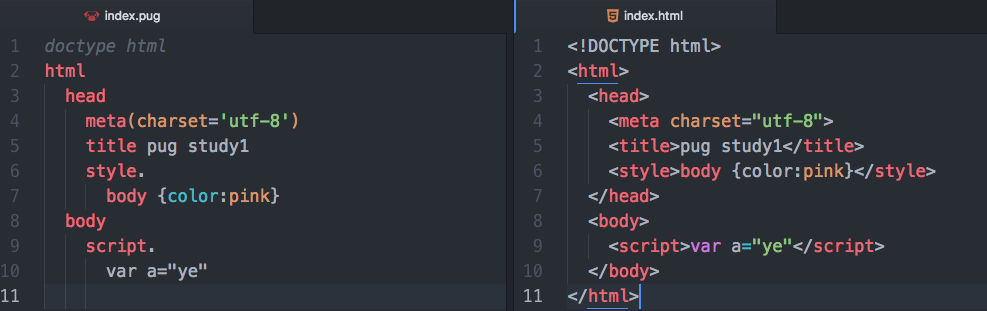 index.pug
1 doctype html
2 html
3   head
4     meta(charset='utf-8')
5     title pug study1
6     style.
7       body {color:pink}
8   body
9     script.
10       var a="ye"
11
index.html
1 <!DOCTYPE html>
2 <html>
3   <head>
4     <meta charset="utf-8">
5     <title>pug study1</title>
6     <style>body {color:pink}</style>
7   </head>
8   <body>
9     <script>var a="ye"</script>
10   </body>
11 </html>